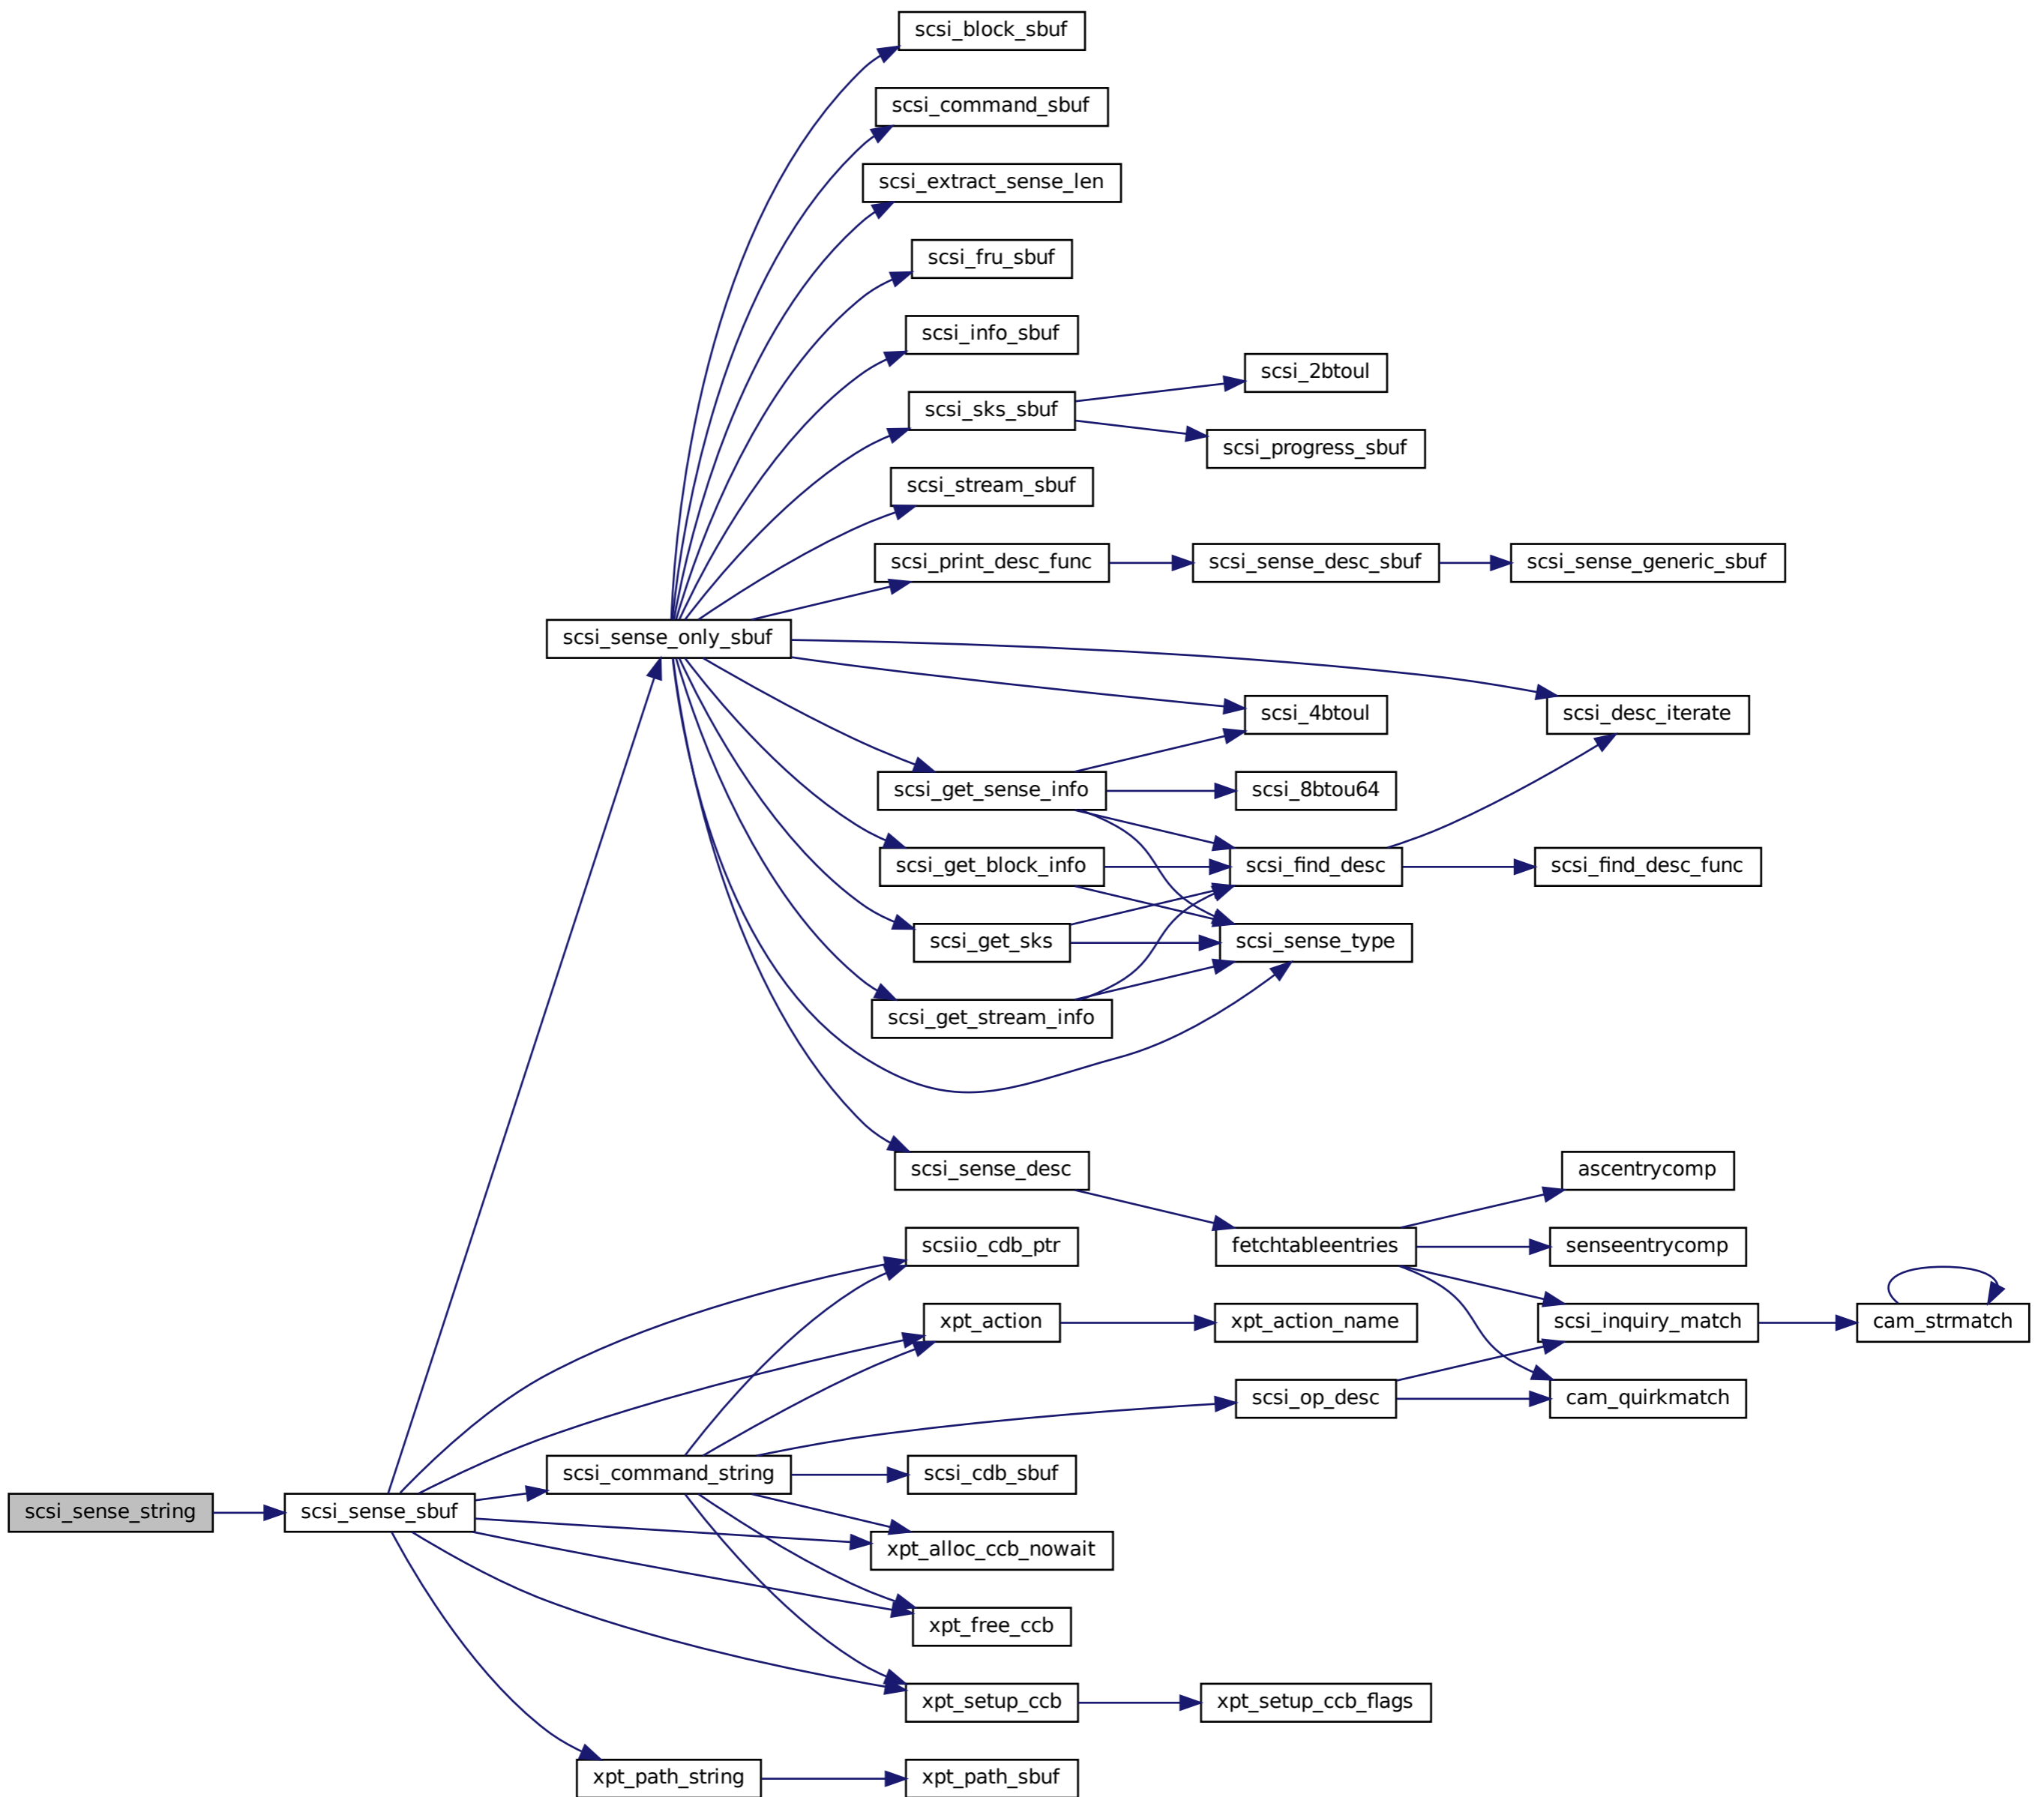 scsi_block_sbuf
scsi_command_sbuf
scsi_extract_sense_len
scsi_fru_sbuf
scsi_info_sbuf
scsi_2btoul
scsi_sks_sbuf
scsi_progress_sbuf
scsi_stream_sbuf
scsi_print_desc_func
scsi_sense_desc_sbuf
scsi_sense_generic_sbuf
scsi_sense_only_sbuf
scsi_4btoul
scsi_desc_iterate
scsi_get_sense_info
scsi_8btou64
scsi_get_block_info
scsi_find_desc
scsi_find_desc_func
scsi_get_sks
scsi_sense_type
scsi_get_stream_info
scsi_sense_desc
ascentrycomp
scsiio_cdb_ptr
fetchtableentries
senseentrycomp
xpt_action
xpt_action_name
scsi_inquiry_match
cam_strmatch
scsi_op_desc
cam_quirkmatch
scsi_command_string
scsi_cdb_sbuf
scsi_sense_string
scsi_sense_sbuf
xpt_alloc_ccb_nowait
xpt_free_ccb
xpt_setup_ccb
xpt_setup_ccb_flags
xpt_path_string
xpt_path_sbuf